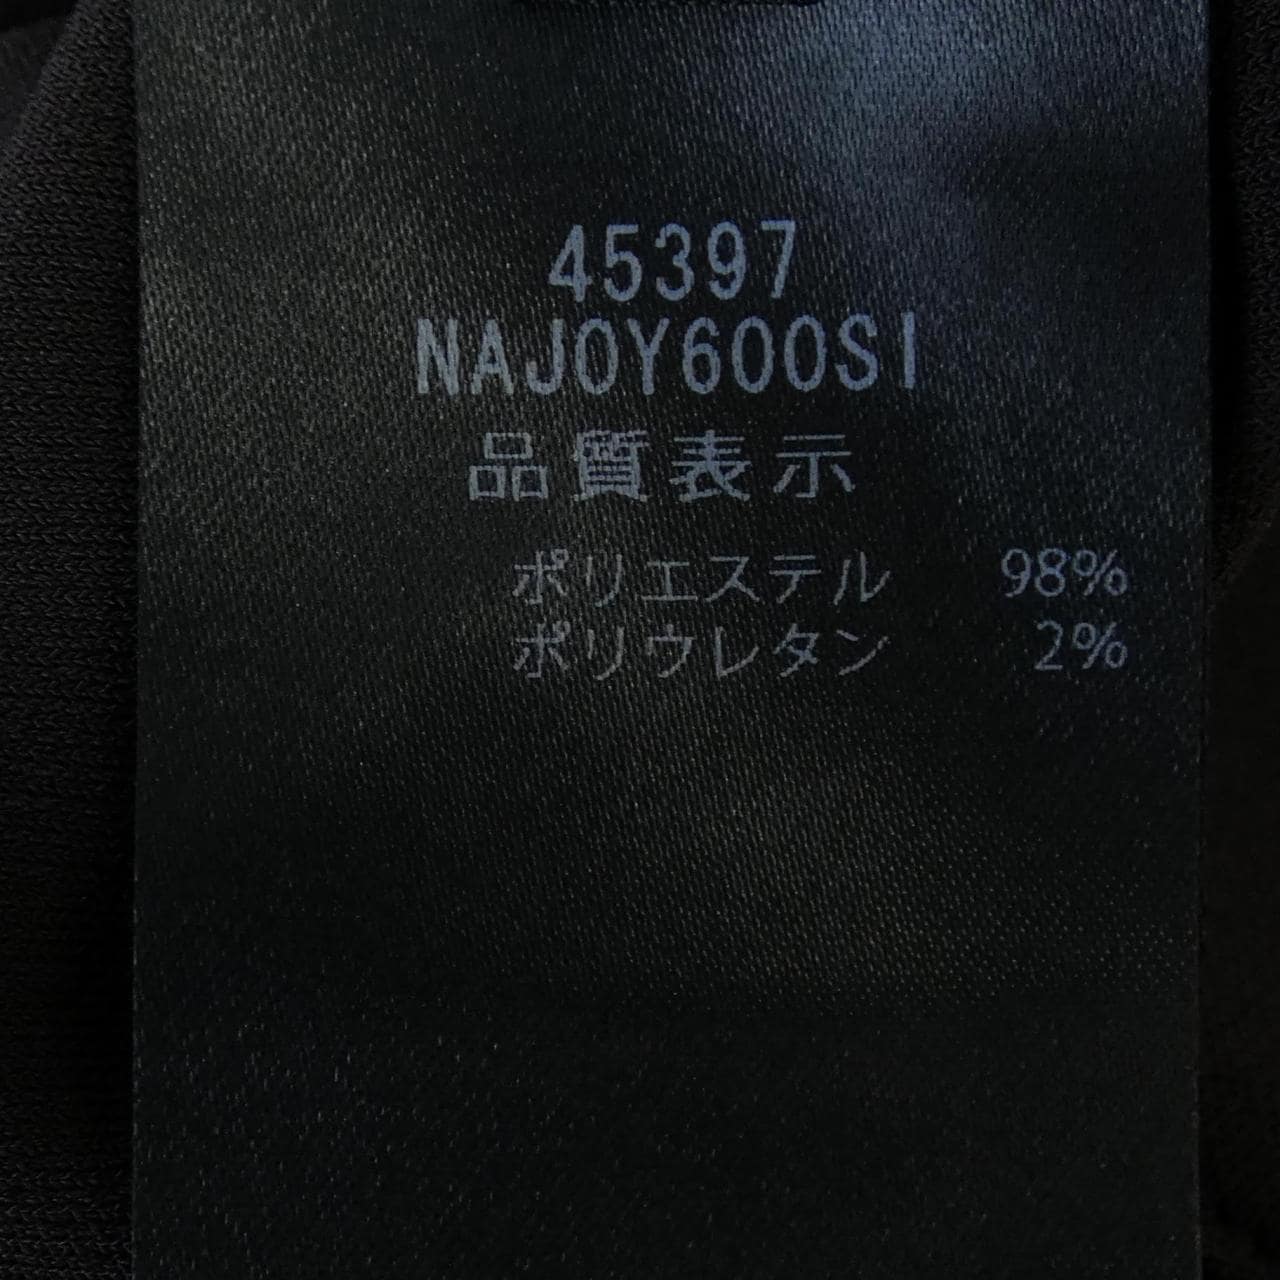 45397
NAJOY600SI
品質表示
ポリエステル 98%
ポリウレタン 2%